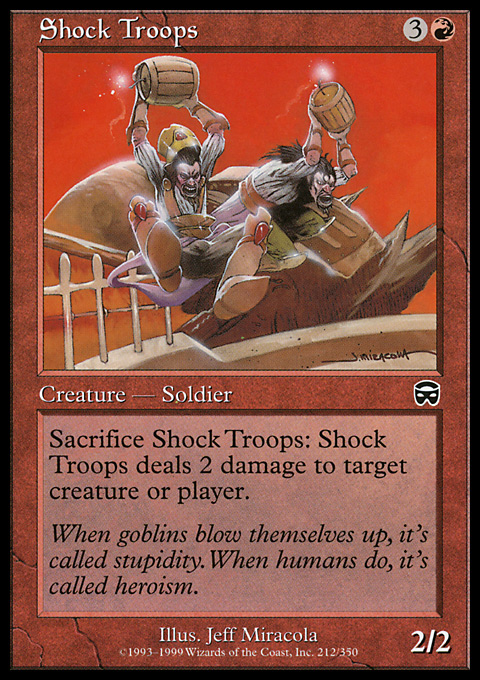 Shock Troops 3
J. MIRACOLA
Creature — Soldier
Sacrifice Shock Troops: Shock
Troops deals 2 damage to target
creature or player.
When goblins blow themselves up, it's
called stupidity. When humans do, it's
called heroism.
Illus. Jeff Miracola
©1993–1999 Wizards of the Coast, Inc. 212/350
2/2